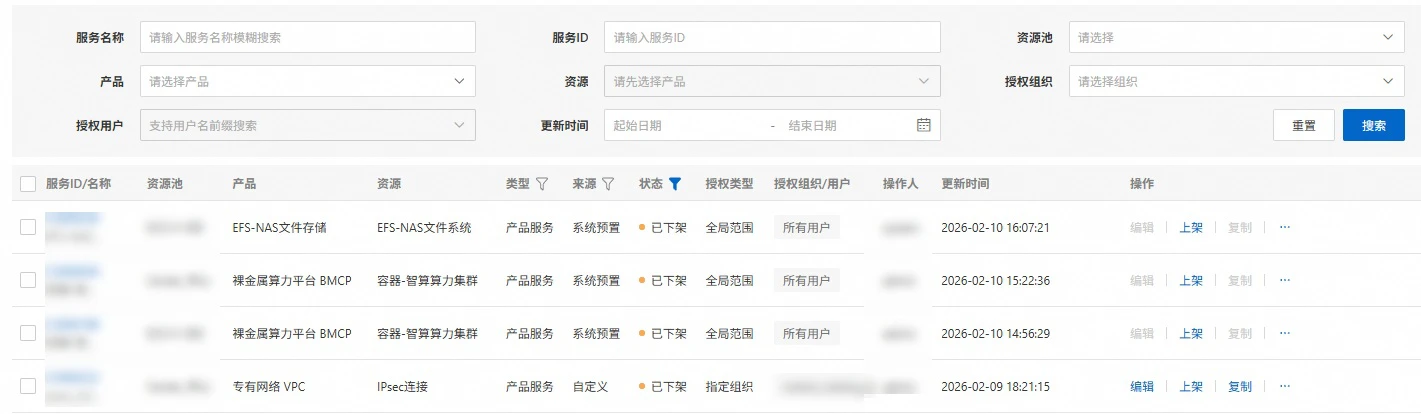 服务名称 请输入服务名称模糊搜索 服务ID 请输入服务ID 资源池 请选择
产品 请选择产品 资源 请先选择产品 授权组织 请选择组织
授权用户 支持用户名前缀搜索 更新时间 起始日期 - 结束日期 重置 搜索
服务ID/名称 资源池 产品 资源 类型 来源 状态 授权类型 授权组织/用户 操作人 更新时间 操作
EFS-NAS文件存储 EFS-NAS文件系统 产品服务 系统预置 已下架 全局范围 所有用户 2026-02-10 16:07:21 编辑 上架 复制 ...
裸金属算力平台 BMCP 容器-智算算力集群 产品服务 系统预置 已下架 全局范围 所有用户 2026-02-10 15:22:36 编辑 上架 复制 ...
裸金属算力平台 BMCP 容器-智算算力集群 产品服务 系统预置 已下架 全局范围 所有用户 2026-02-10 14:56:29 编辑 上架 复制 ...
专有网络 VPC IPsec连接 产品服务 自定义 已下架 指定组织 2026-02-09 18:21:15 编辑 上架 复制 ...